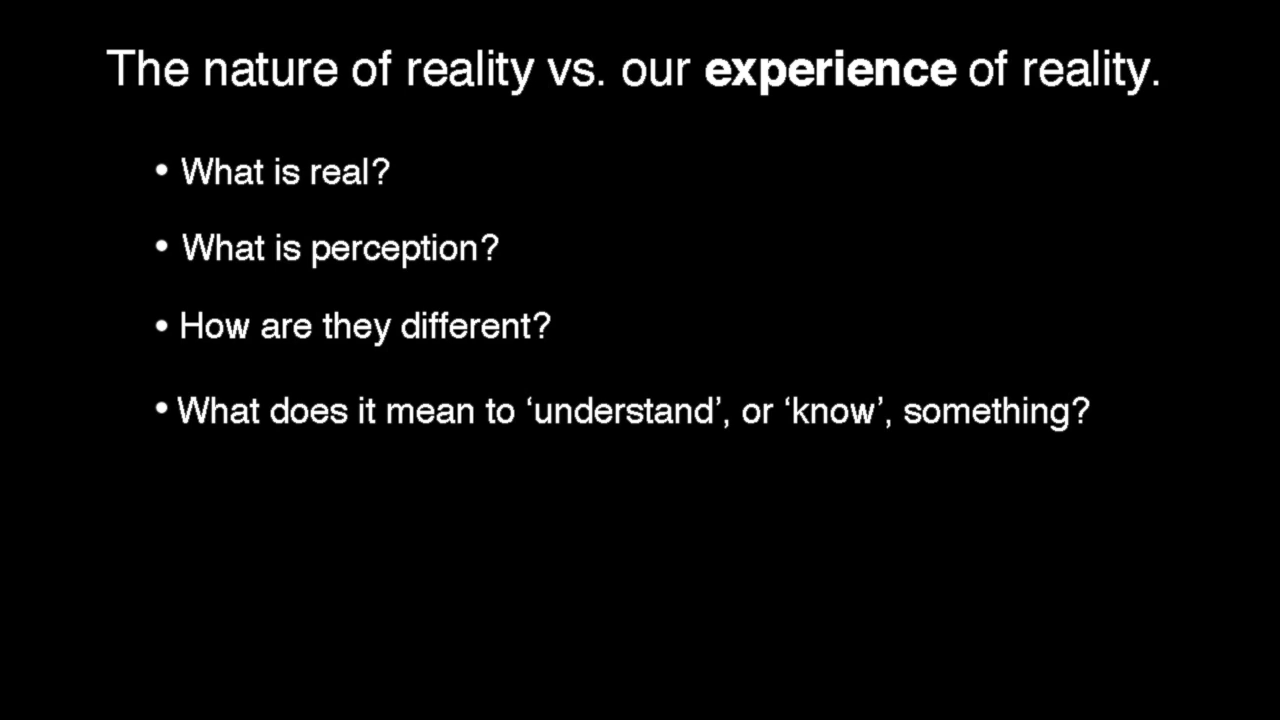 The nature of reality vs. our experience of reality.
• What is real?
• What is perception?
• How are they different?
• What does it mean to ‘understand’, or ‘know’, something?